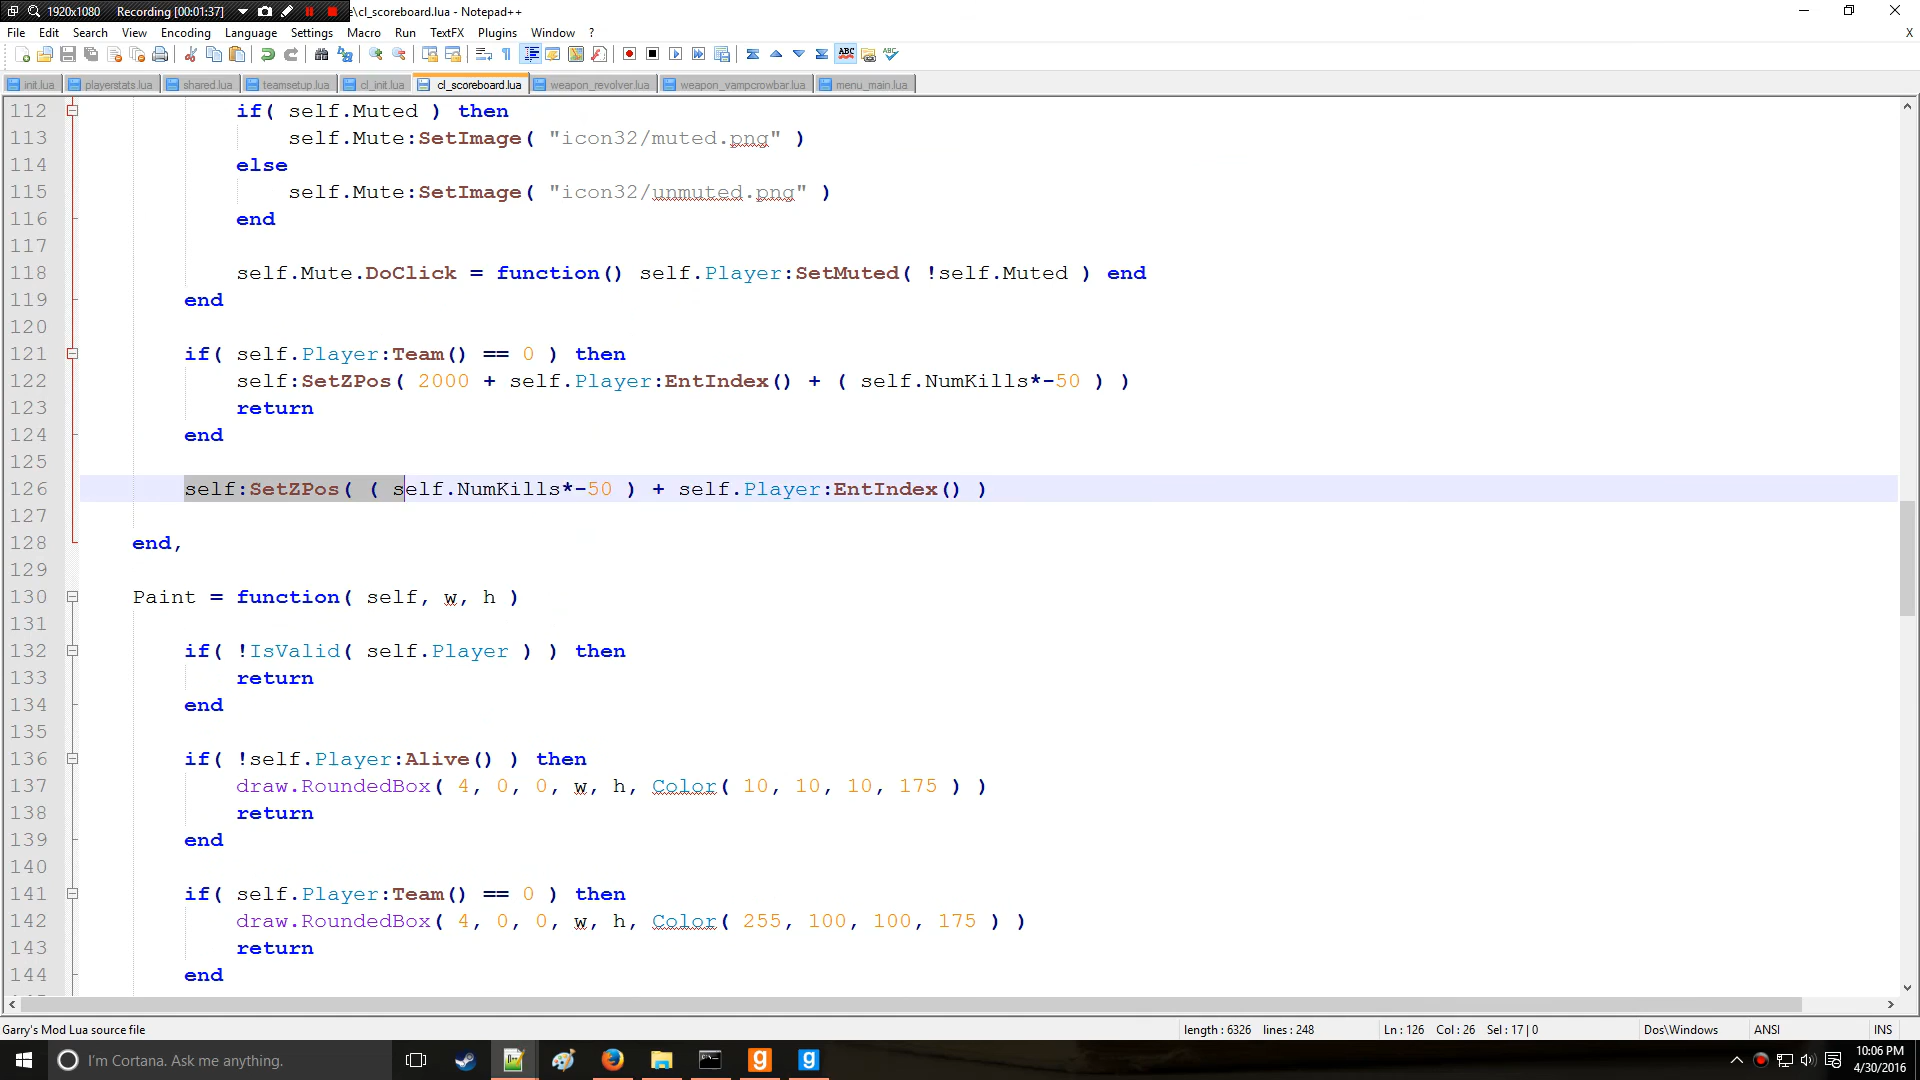 1920x1080 Recording [00:01:37] e\cl_scoreboard.lua - Notepad++
File Edit Search View Encoding Language Settings Macro Run TextFX Plugins Window ? X
init.lua playerstats.lua shared.lua teamsetup.lua cl_init.lua cl_scoreboard.lua weapon_revolver.lua weapon_vampcrowbar.lua menu_main.lua
112 if( self.Muted ) then
113 self.Mute:SetImage( "icon32/muted.png" )
114 else
115 self.Mute:SetImage( "icon32/unmuted.png" )
116 end
117
118 self.Mute.DoClick = function() self.Player:SetMuted( !self.Muted ) end
119 end
120
121 if( self.Player:Team() == 0 ) then
122 self:SetZPos( 2000 + self.Player:EntIndex() + ( self.NumKills*-50 ) )
123 return
124 end
125
126 self:SetZPos( ( self.NumKills*-50 ) + self.Player:EntIndex() )
127
128 end,
129
130 Paint = function( self, w, h )
131
132 if( !IsValid( self.Player ) ) then
133 return
134 end
135
136 if( !self.Player:Alive() ) then
137 draw.RoundedBox( 4, 0, 0, w, h, Color( 10, 10, 10, 175 ) )
138 return
139 end
140
141 if( self.Player:Team() == 0 ) then
142 draw.RoundedBox( 4, 0, 0, w, h, Color( 255, 100, 100, 175 ) )
143 return
144 end
Garry's Mod Lua source file length : 6326 lines : 248 Ln : 126 Col : 26 Sel : 17 | 0 Dos\Windows ANSI INS
I'm Cortana. Ask me anything. 10:06 PM
4/30/2016